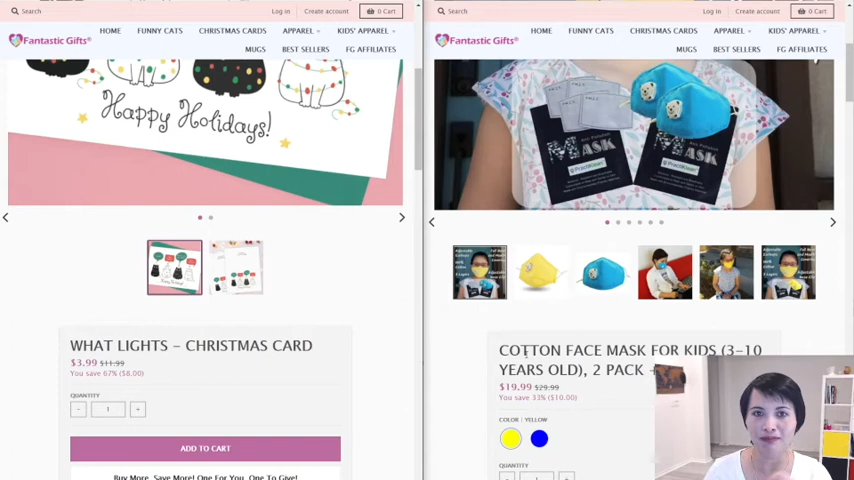 Search
Log in
Create account
0 Cart
Fantastic Gifts®
HOME
FUNNY CATS
CHRISTMAS CARDS
APPAREL
KIDS' APPAREL
MUGS
BEST SELLERS
FG AFFILIATES
Happy Holidays!
WHAT LIGHTS - CHRISTMAS CARD
$3.99 $11.99
You save 67% ($8.00)
QUANTITY
- 1 +
ADD TO CART
Buy More, Save More! One For You, One To Give!
Search
Log in
Create account
0 Cart
Fantastic Gifts®
HOME
FUNNY CATS
CHRISTMAS CARDS
APPAREL
KIDS' APPAREL
MUGS
BEST SELLERS
FG AFFILIATES
MASK
MASK
COTTON FACE MASK FOR KIDS (3-10
YEARS OLD), 2 PACK
$19.99 $29.99
You save 33% ($10.00)
COLOR : YELLOW
QUANTITY
- 1 +